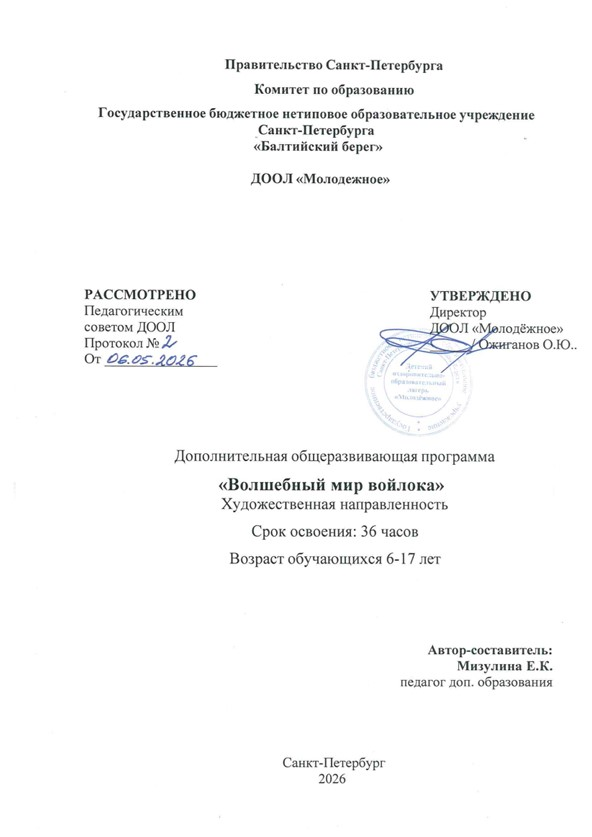 Правительство Санкт-Петербурга
Комитет по образованию
Государственное бюджетное нетиповое образовательное учреждение
Санкт-Петербурга
«Балтийский берег»
ДООЛ «Молодежное»
РАССМОТРЕНО
Педагогическим
советом ДООЛ
Протокол № 2
От 06.05.2026
УТВЕРЖДЕНО
Директор
ДООЛ «Молодёжное»
/ Ожиганов О.Ю..
Детский
оздоровительно-
образовательный
лагерь
«Молодёжное»
Дополнительная общеразвивающая программа
«Волшебный мир войлока»
Художественная направленность
Срок освоения: 36 часов
Возраст обучающихся 6-17 лет
Автор-составитель:
Мизулина Е.К.
педагог доп. образования
Санкт-Петербург
2026